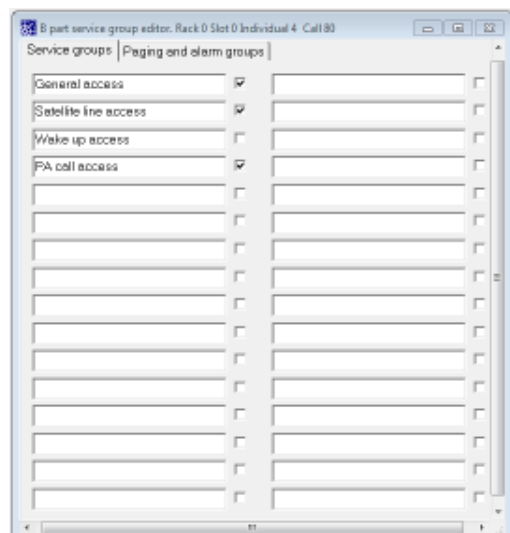 B part service group editor. Rack 0 Slot 0 Individual 4 Call 80
Service groups Paging and alarm groups
General access
Satellite line access
Wake up access
PA call access